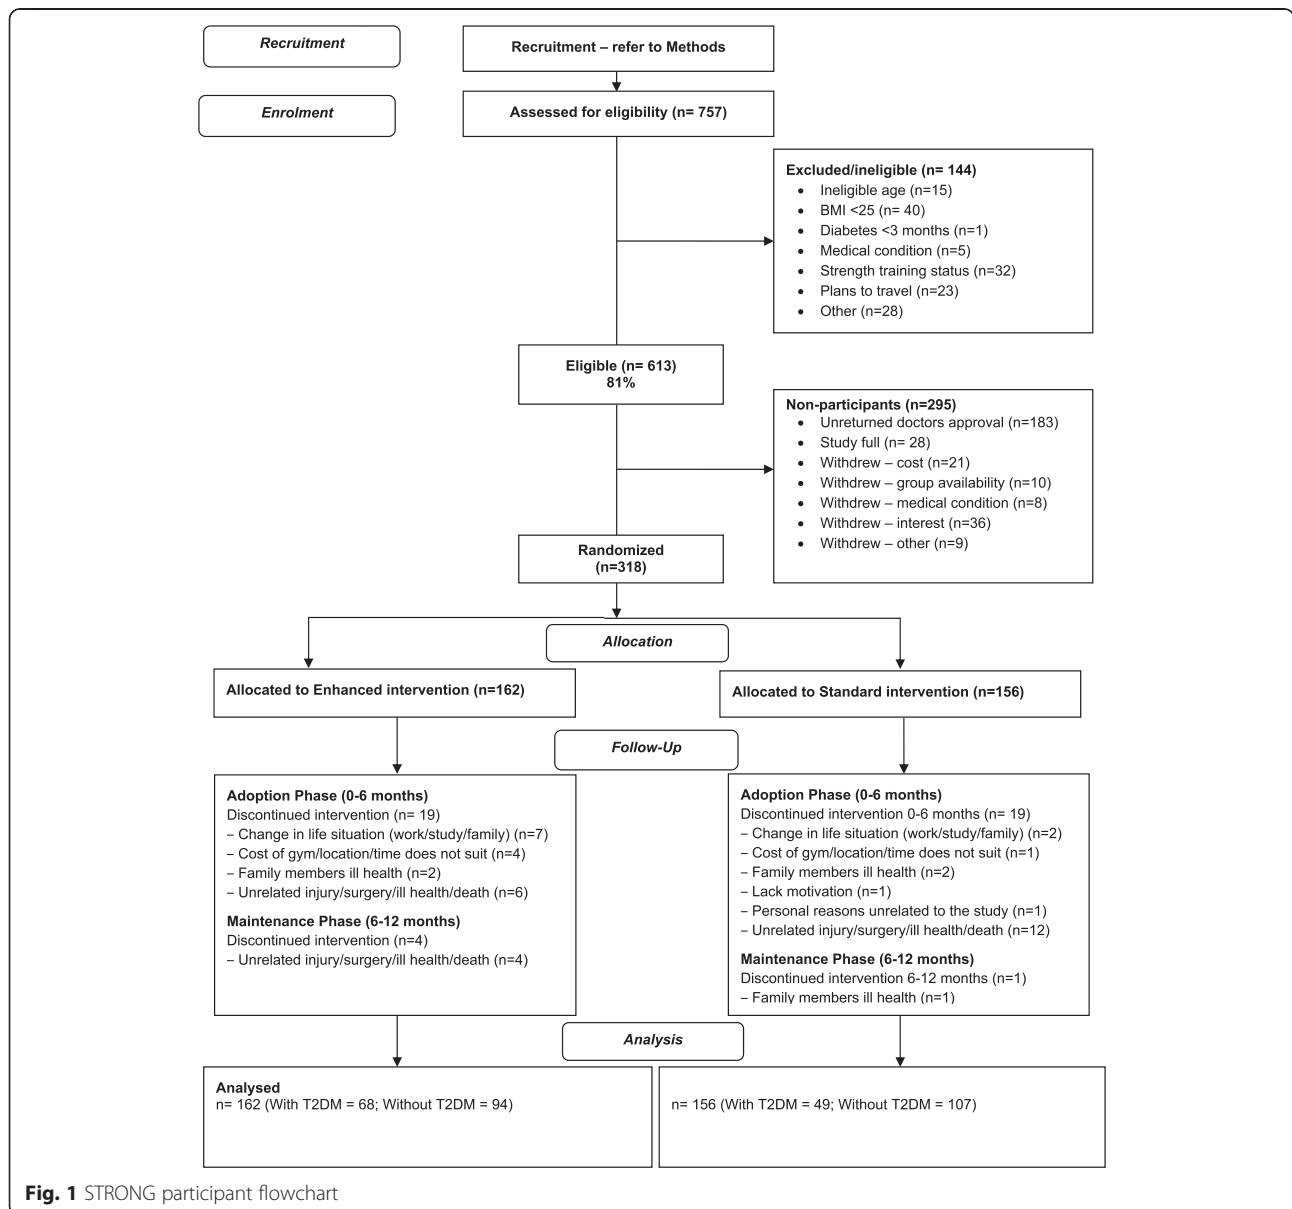 Recruitment
Recruitment – refer to Methods
Enrolment
Assessed for eligibility (n= 757)
Excluded/ineligible (n= 144)
• Ineligible age (n=15)
• BMI <25 (n= 40)
• Diabetes <3 months (n=1)
• Medical condition (n=5)
• Strength training status (n=32)
• Plans to travel (n=23)
• Other (n=28)
Eligible (n= 613)
81%
Non-participants (n=295)
• Unreturned doctors approval (n=183)
• Study full (n= 28)
• Withdrew – cost (n=21)
• Withdrew – group availability (n=10)
• Withdrew – medical condition (n=8)
• Withdrew – interest (n=36)
• Withdrew – other (n=9)
Randomized
(n=318)
Allocation
Allocated to Enhanced intervention (n=162)
Allocated to Standard intervention (n=156)
Follow-Up
Adoption Phase (0-6 months)
Discontinued intervention (n= 19)
– Change in life situation (work/study/family) (n=7)
– Cost of gym/location/time does not suit (n=4)
– Family members ill health (n=2)
– Unrelated injury/surgery/ill health/death (n=6)
Maintenance Phase (6-12 months)
Discontinued intervention (n=4)
– Unrelated injury/surgery/ill health/death (n=4)
Adoption Phase (0-6 months)
Discontinued intervention 0-6 months (n= 19)
– Change in life situation (work/study/family) (n=2)
– Cost of gym/location/time does not suit (n=1)
– Family members ill health (n=2)
– Lack motivation (n=1)
– Personal reasons unrelated to the study (n=1)
– Unrelated injury/surgery/ill health/death (n=12)
Maintenance Phase (6-12 months)
Discontinued intervention 6-12 months (n=1)
– Family members ill health (n=1)
Analysis
Analysed
n= 162 (With T2DM = 68; Without T2DM = 94)
n= 156 (With T2DM = 49; Without T2DM = 107)
Fig. 1 STRONG participant flowchart